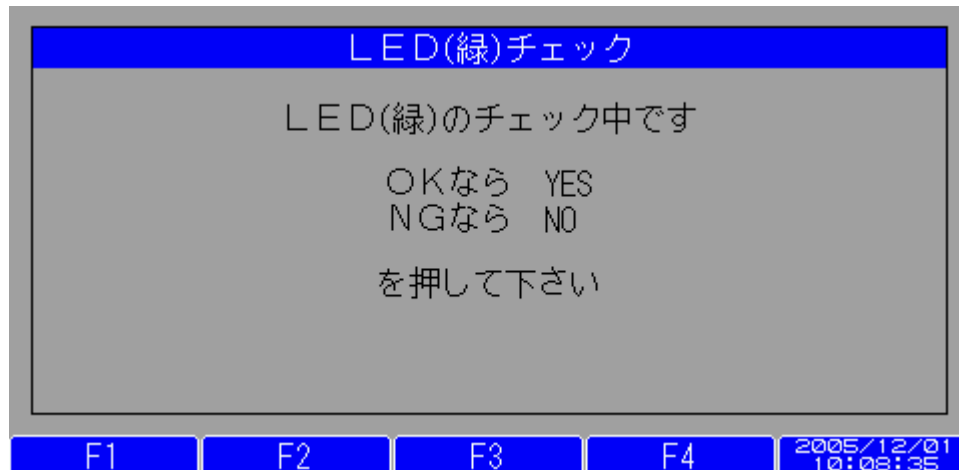 ＬＥＤ(緑)チェック
ＬＥＤ(緑)のチェック中です
ＯＫなら YES
ＮＧなら NO
を押して下さい
F1 F2 F3 F4 2005/12/01
10:08:35